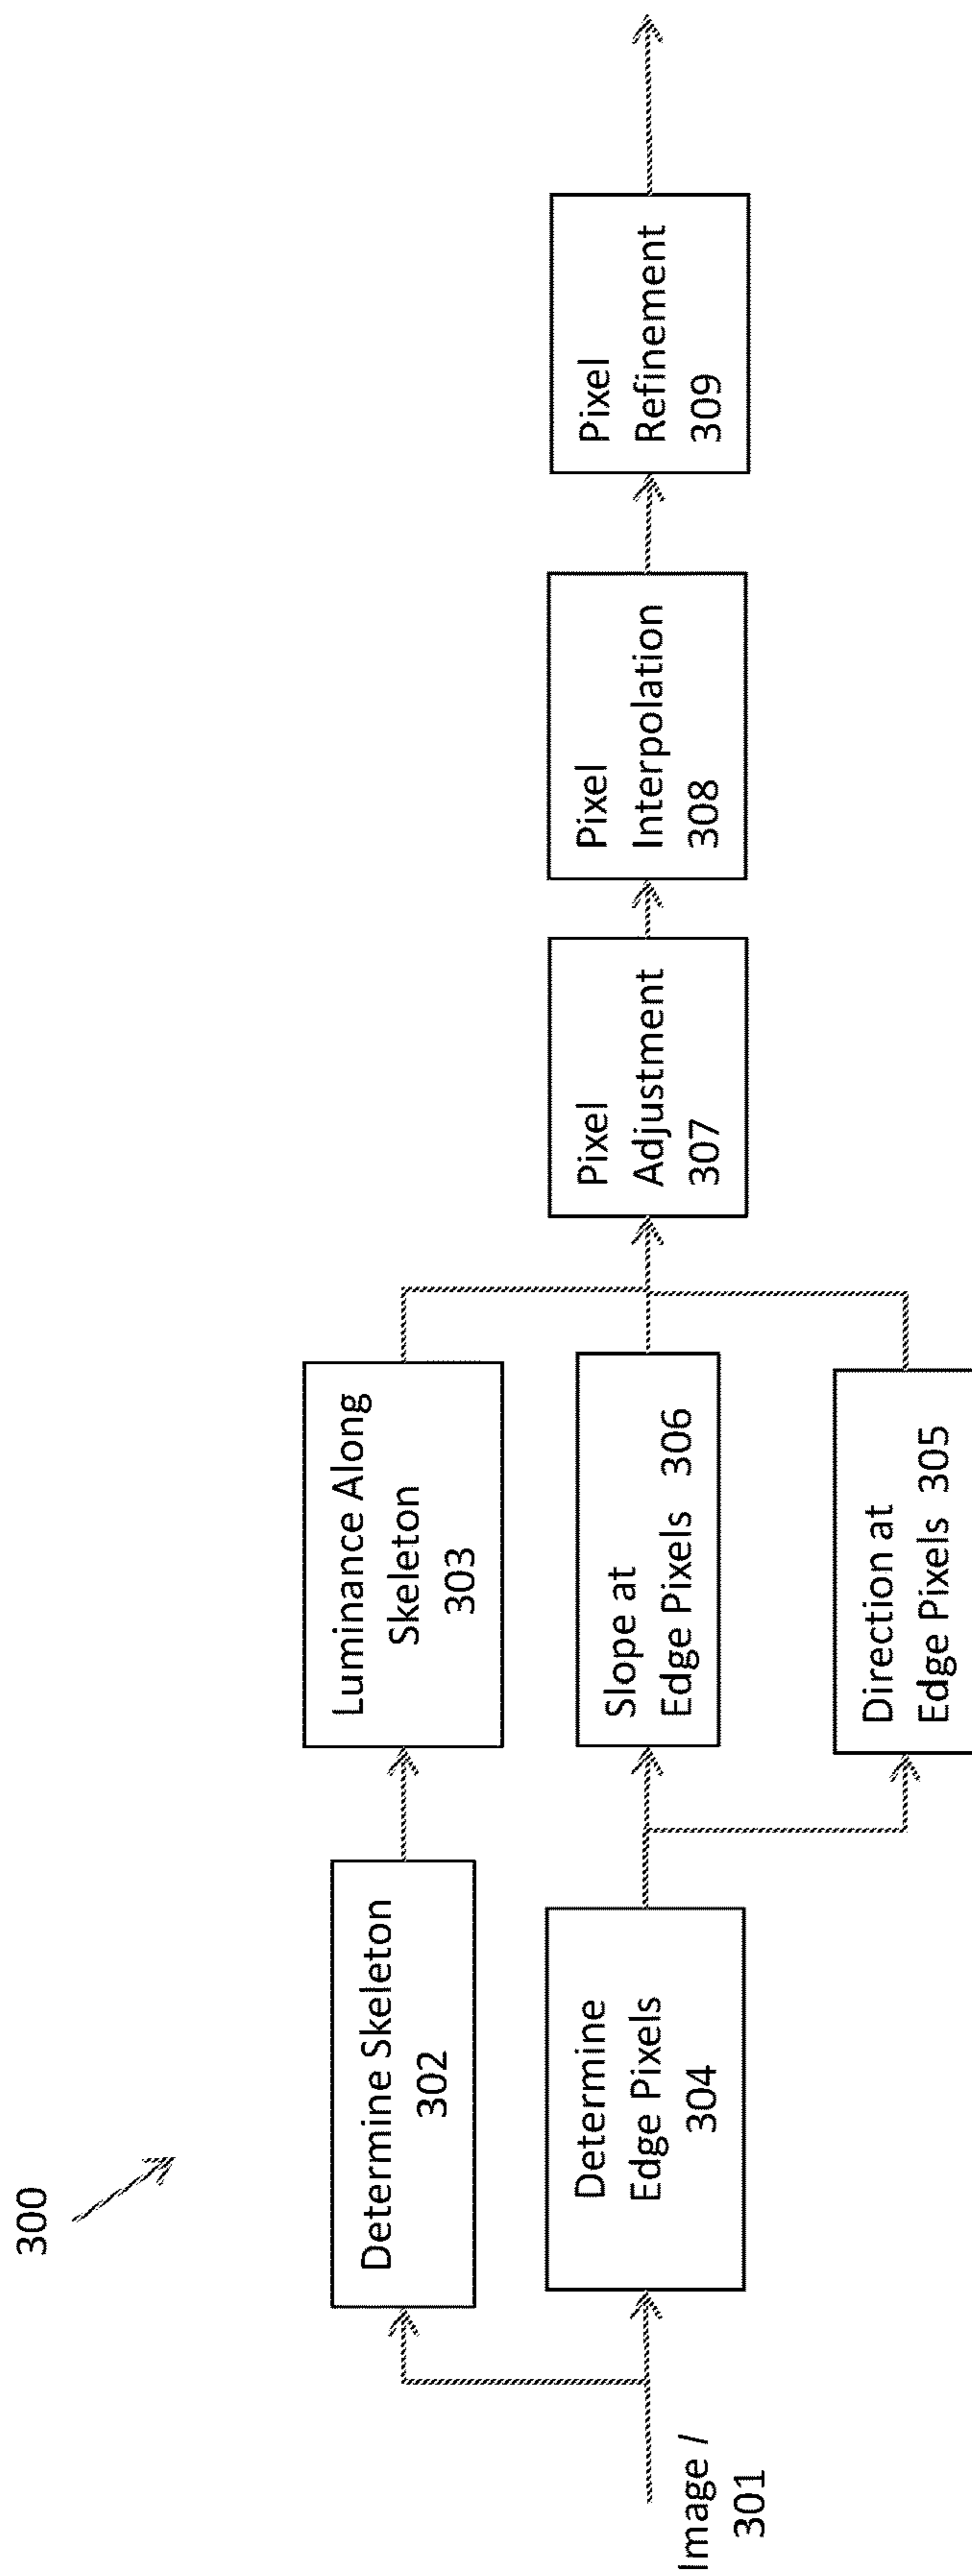 300
Image I
301
Determine Skeleton
302
Luminance Along
Skeleton
303
Determine
Edge Pixels
304
Slope at
Edge Pixels 306
Direction at
Edge Pixels 305
Pixel
Adjustment
307
Pixel
Interpolation
308
Pixel
Refinement
309